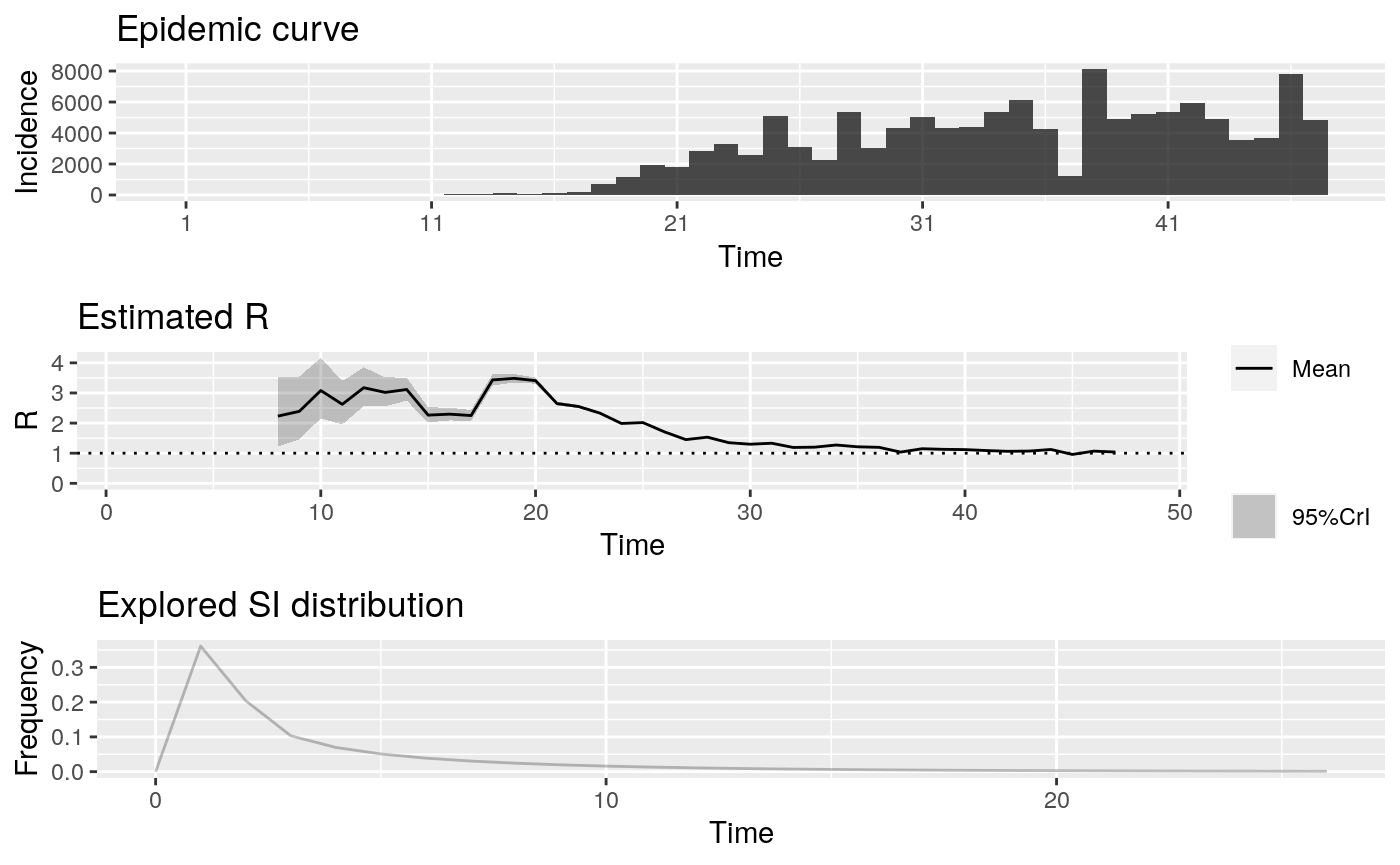 Epidemic curve
Incidence
8000
6000
4000
2000
0
1 11 21 31 41
Time
Estimated R
R
4
3
2
1
0
0 10 20 30 40 50
Time
Mean
95%CrI
Explored SI distribution
Frequency
0.3
0.2
0.1
0.0
0 10 20
Time